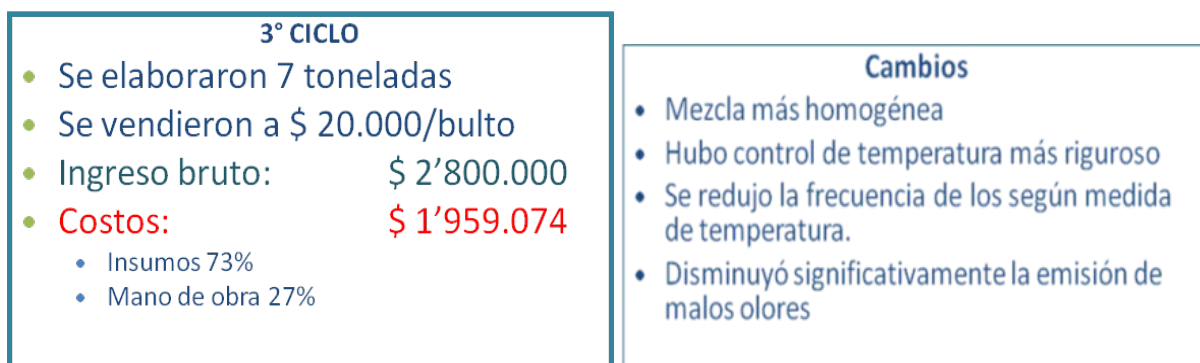 3° CICLO
• Se elaboraron 7 toneladas
• Se vendieron a $ 20.000/bulto
• Ingreso bruto: $ 2’800.000
• Costos: $ 1’959.074
• Insumos 73%
• Mano de obra 27%
Cambios
• Mezcla más homogénea
• Hubo control de temperatura más riguroso
• Se redujo la frecuencia de los según medida
de temperatura.
• Disminuyó significativamente la emisión de
malos olores